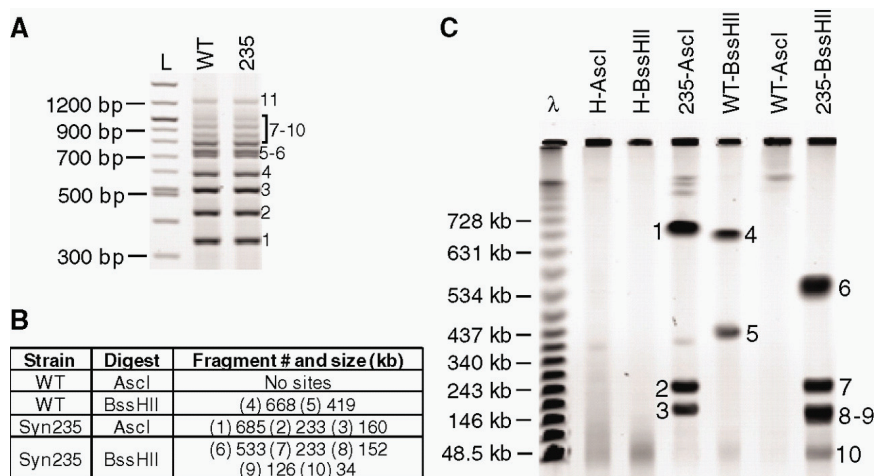 A
L
WT
235
1200 bp
900 bp
700 bp
500 bp
300 bp
11
7-10
5-6
4
3
2
1
B
Strain Digest Fragment # and size (kb)
WT AscI No sites
WT BssHII (4) 668 (5) 419
Syn235 AscI (1) 685 (2) 233 (3) 160
Syn235 BssHII (6) 533 (7) 233 (8) 152
(9) 126 (10) 34
C
λ
H-AscI
H-BssHII
235-AscI
WT-BssHII
WT-AscI
235-BssHII
728 kb
631 kb
534 kb
437 kb
340 kb
243 kb
146 kb
48.5 kb
1
2
3
4
5
6
7
8-9
10